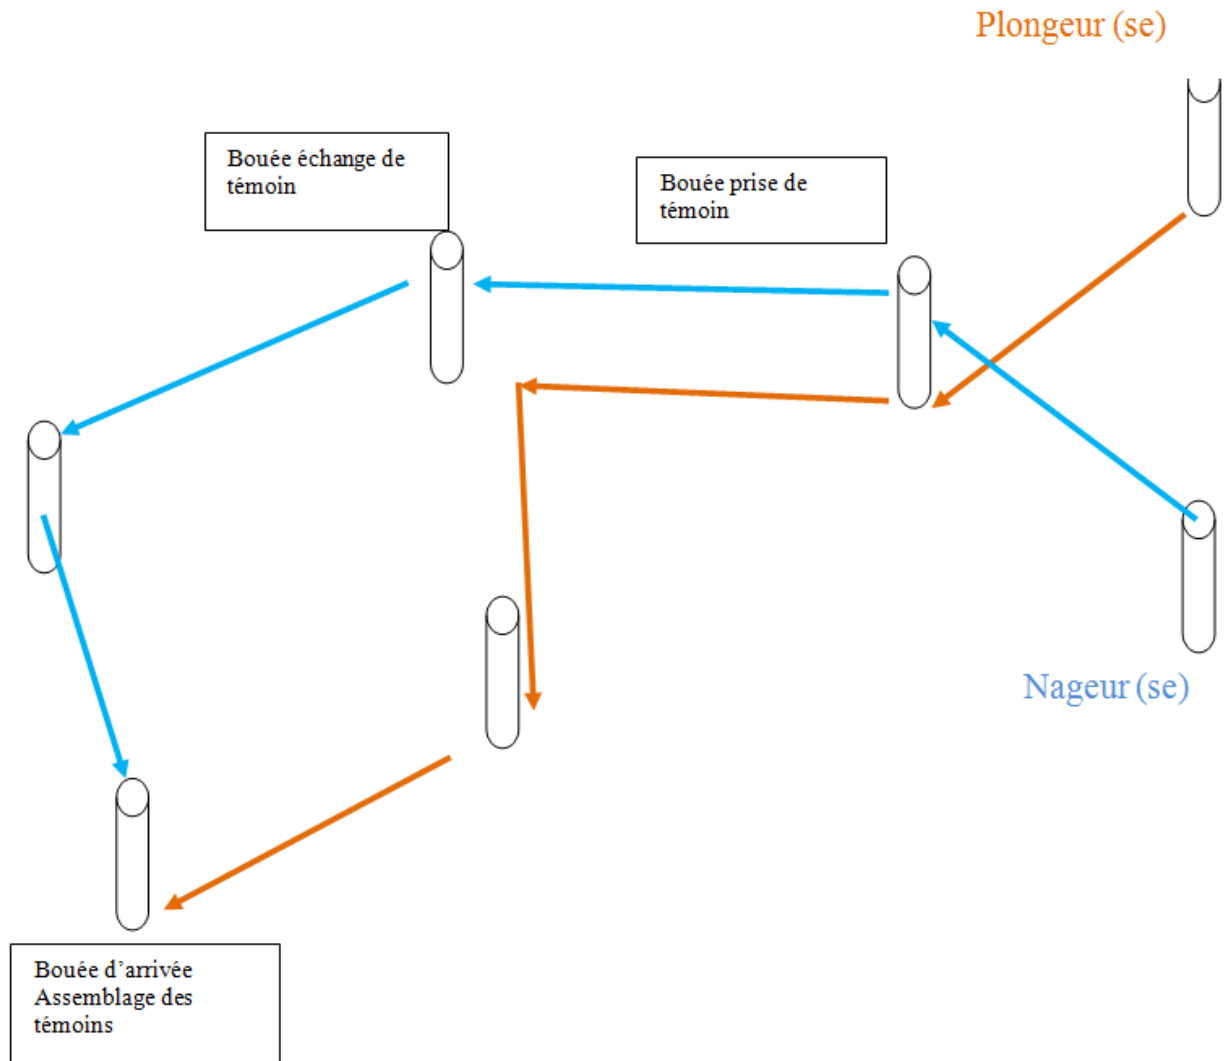 Plongeur (se)
Bouée échange de
témoin
Bouée prise de
témoin
Nageur (se)
Bouée d'arrivée
Assemblage des
témoins